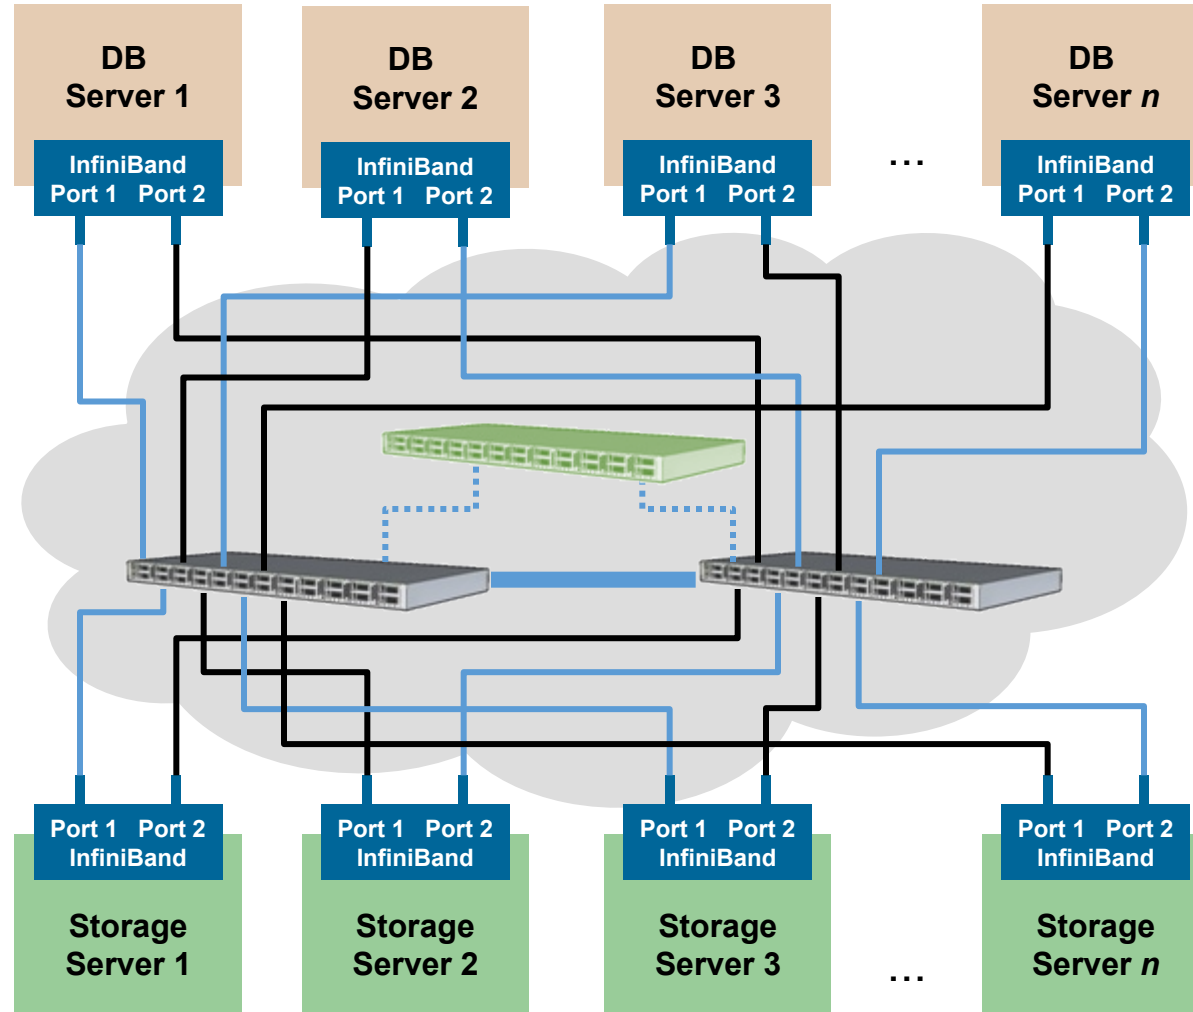 DB
Server 1
InfiniBand
Port 1 Port 2
DB
Server 2
InfiniBand
Port 1 Port 2
DB
Server 3
InfiniBand
Port 1 Port 2
...
DB
Server n
InfiniBand
Port 1 Port 2
Port 1 Port 2
InfiniBand
Storage
Server 1
Port 1 Port 2
InfiniBand
Storage
Server 2
Port 1 Port 2
InfiniBand
Storage
Server 3
...
Port 1 Port 2
InfiniBand
Storage
Server n